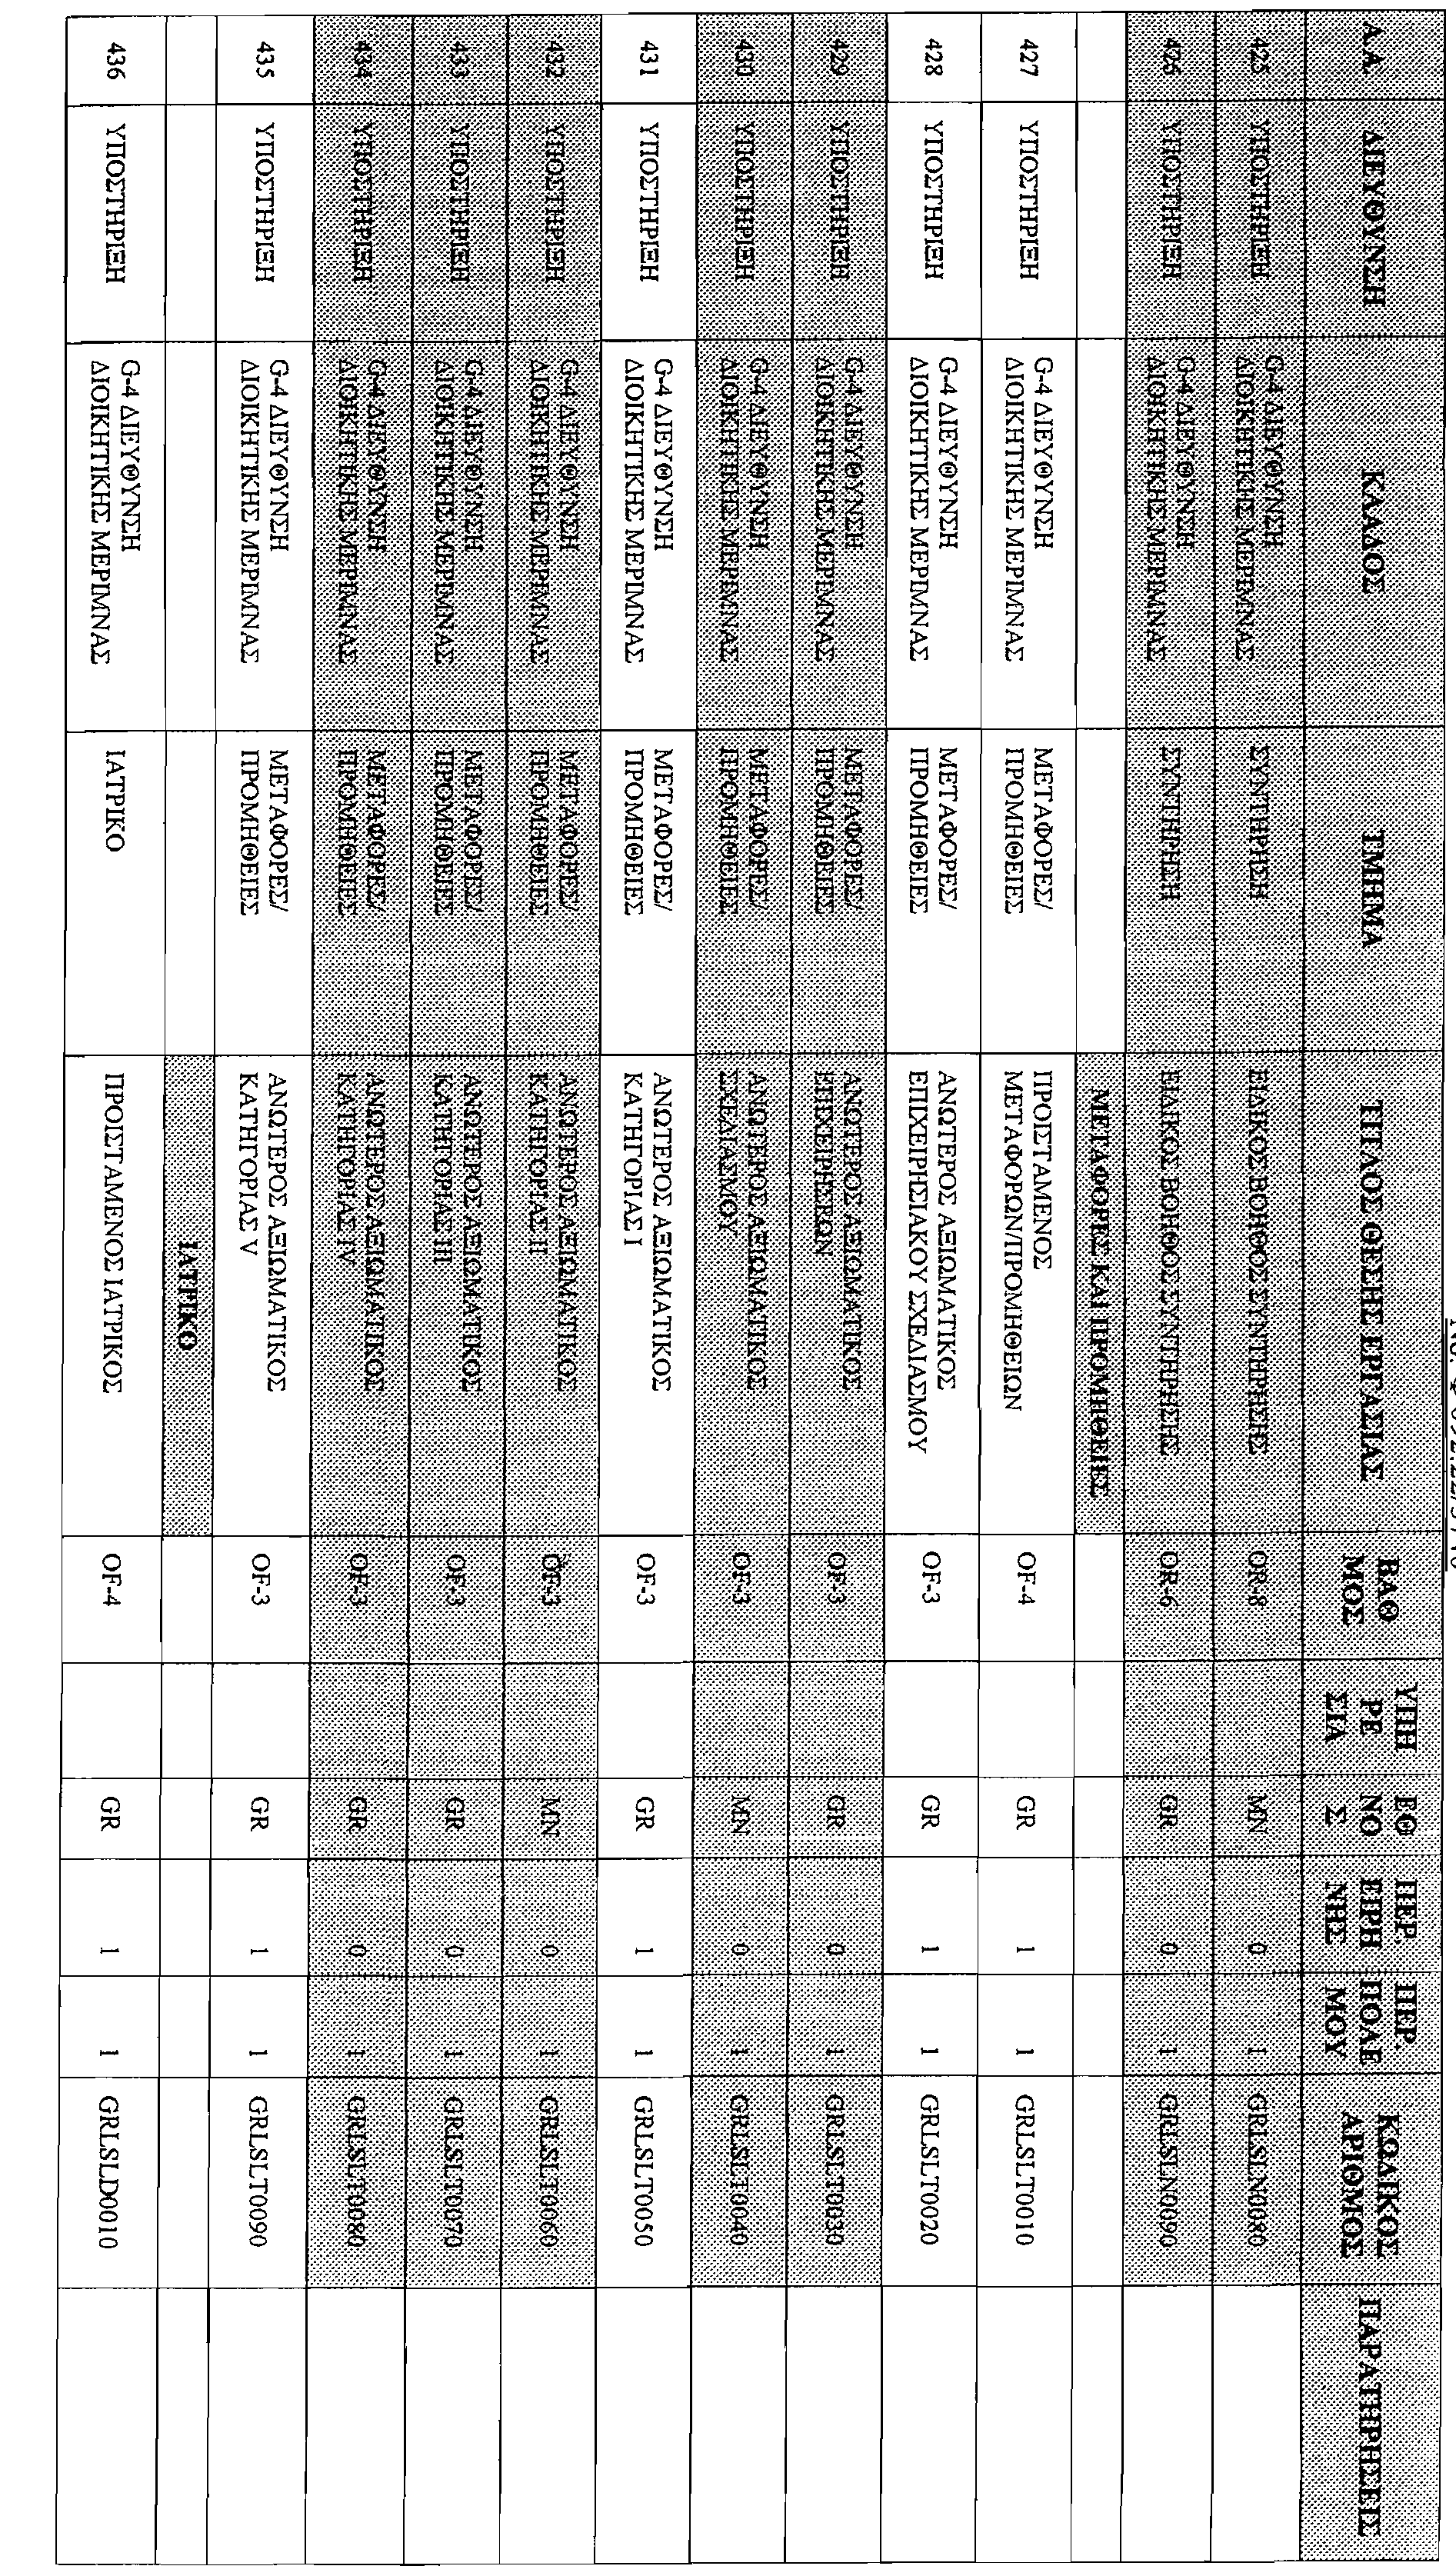 Α.Α. ΔΙΕΥΘΥΝΣΗ ΚΛΑΔΟΣ ΤΜΗΜΑ ΤΙΤΛΟΣ ΘΕΣΗΣ ΕΡΓΑΣΙΑΣ ΒΑΘ ΥΠΗ ΕΘ ΠΕΡ. ΠΕΡ. ΚΩΔΙΚΟΣ ΠΑΡΑΤΗΡΗΣΕΙΣ
ΜΟΣ ΡΕ ΝΟ ΕΙΡΗ ΠΟΛΕ ΑΡΙΘΜΟΣ
ΣΙΑ Σ ΝΗΣ ΜΟΥ
425 ΥΠΟΣΤΗΡΙΞΗ G-4 ΔΙΕΥΘΥΝΣΗ ΣΥΝΤΗΡΗΣΗ ΕΙΔΙΚΟΣ ΒΟΗΘΟΣ ΣΥΝΤΗΡΗΣΗΣ OR-8 MN 0 1 GRLSLN0080
ΔΙΟΙΚΗΤΙΚΗΣ ΜΕΡΙΜΝΑΣ
426 ΥΠΟΣΤΗΡΙΞΗ G-4 ΔΙΕΥΘΥΝΣΗ ΣΥΝΤΗΡΗΣΗ ΕΙΔΙΚΟΣ ΒΟΗΘΟΣ ΣΥΝΤΗΡΗΣΗΣ OR-6 GR 0 1 GRLSLN0090
ΔΙΟΙΚΗΤΙΚΗΣ ΜΕΡΙΜΝΑΣ
ΜΕΤΑΦΟΡΕΣ ΚΑΙ ΠΡΟΜΗΘΕΙΕΣ
427 ΥΠΟΣΤΗΡΙΞΗ G-4 ΔΙΕΥΘΥΝΣΗ ΜΕΤΑΦΟΡΕΣ/ ΠΡΟΙΣΤΑΜΕΝΟΣ OF-4 GR 1 1 GRLSLT0010
ΔΙΟΙΚΗΤΙΚΗΣ ΜΕΡΙΜΝΑΣ ΠΡΟΜΗΘΕΙΕΣ ΜΕΤΑΦΟΡΩΝ/ΠΡΟΜΗΘΕΙΩΝ
428 ΥΠΟΣΤΗΡΙΞΗ G-4 ΔΙΕΥΘΥΝΣΗ ΜΕΤΑΦΟΡΕΣ/ ΑΝΩΤΕΡΟΣ ΑΞΙΩΜΑΤΙΚΟΣ OF-3 GR 1 1 GRLSLT0020
ΔΙΟΙΚΗΤΙΚΗΣ ΜΕΡΙΜΝΑΣ ΠΡΟΜΗΘΕΙΕΣ ΕΠΙΧΕΙΡΗΣΙΑΚΟΥ ΣΧΕΔΙΑΣΜΟΥ
429 ΥΠΟΣΤΗΡΙΞΗ G-4 ΔΙΕΥΘΥΝΣΗ ΜΕΤΑΦΟΡΕΣ/ ΑΝΩΤΕΡΟΣ ΑΞΙΩΜΑΤΙΚΟΣ OF-3 GR 0 1 GRLSLT0030
ΔΙΟΙΚΗΤΙΚΗΣ ΜΕΡΙΜΝΑΣ ΠΡΟΜΗΘΕΙΕΣ ΕΠΙΧΕΙΡΗΣΕΩΝ
430 ΥΠΟΣΤΗΡΙΞΗ G-4 ΔΙΕΥΘΥΝΣΗ ΜΕΤΑΦΟΡΕΣ/ ΑΝΩΤΕΡΟΣ ΑΞΙΩΜΑΤΙΚΟΣ OF-3 MN 0 1 GRLSLT0040
ΔΙΟΙΚΗΤΙΚΗΣ ΜΕΡΙΜΝΑΣ ΠΡΟΜΗΘΕΙΕΣ ΣΧΕΔΙΑΣΜΟΥ
431 ΥΠΟΣΤΗΡΙΞΗ G-4 ΔΙΕΥΘΥΝΣΗ ΜΕΤΑΦΟΡΕΣ/ ΑΝΩΤΕΡΟΣ ΑΞΙΩΜΑΤΙΚΟΣ OF-3 GR 1 1 GRLSLT0050
ΔΙΟΙΚΗΤΙΚΗΣ ΜΕΡΙΜΝΑΣ ΠΡΟΜΗΘΕΙΕΣ ΚΑΤΗΓΟΡΙΑΣ I
432 ΥΠΟΣΤΗΡΙΞΗ G-4 ΔΙΕΥΘΥΝΣΗ ΜΕΤΑΦΟΡΕΣ/ ΑΝΩΤΕΡΟΣ ΑΞΙΩΜΑΤΙΚΟΣ OF-3 MN 0 1 GRLSLT0060
ΔΙΟΙΚΗΤΙΚΗΣ ΜΕΡΙΜΝΑΣ ΠΡΟΜΗΘΕΙΕΣ ΚΑΤΗΓΟΡΙΑΣ II
433 ΥΠΟΣΤΗΡΙΞΗ G-4 ΔΙΕΥΘΥΝΣΗ ΜΕΤΑΦΟΡΕΣ/ ΑΝΩΤΕΡΟΣ ΑΞΙΩΜΑΤΙΚΟΣ OF-3 GR 0 1 GRLSLT0070
ΔΙΟΙΚΗΤΙΚΗΣ ΜΕΡΙΜΝΑΣ ΠΡΟΜΗΘΕΙΕΣ ΚΑΤΗΓΟΡΙΑΣ III
434 ΥΠΟΣΤΗΡΙΞΗ G-4 ΔΙΕΥΘΥΝΣΗ ΜΕΤΑΦΟΡΕΣ/ ΑΝΩΤΕΡΟΣ ΑΞΙΩΜΑΤΙΚΟΣ OF-3 GR 0 1 GRLSLT0080
ΔΙΟΙΚΗΤΙΚΗΣ ΜΕΡΙΜΝΑΣ ΠΡΟΜΗΘΕΙΕΣ ΚΑΤΗΓΟΡΙΑΣ IV
435 ΥΠΟΣΤΗΡΙΞΗ G-4 ΔΙΕΥΘΥΝΣΗ ΜΕΤΑΦΟΡΕΣ/ ΑΝΩΤΕΡΟΣ ΑΞΙΩΜΑΤΙΚΟΣ OF-3 GR 1 1 GRLSLT0090
ΔΙΟΙΚΗΤΙΚΗΣ ΜΕΡΙΜΝΑΣ ΠΡΟΜΗΘΕΙΕΣ ΚΑΤΗΓΟΡΙΑΣ V
ΙΑΤΡΙΚΟ
436 ΥΠΟΣΤΗΡΙΞΗ G-4 ΔΙΕΥΘΥΝΣΗ ΙΑΤΡΙΚΟ ΠΡΟΙΣΤΑΜΕΝΟΣ ΙΑΤΡΙΚΟΣ OF-4 GR 1 1 GRLSLD0010
ΔΙΟΙΚΗΤΙΚΗΣ ΜΕΡΙΜΝΑΣ